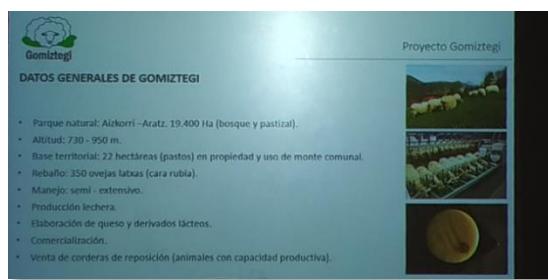 Gomiztegi
Proyecto Gomiztegi
DATOS GENERALES DE GOMIZTEGI
• Parque natural: Aizkorri –Aratz. 19.400 Ha (bosque y pastizal).
• Altitud: 730 - 950 m.
• Base territorial: 22 hectáreas (pastos) en propiedad y uso de monte comunal.
• Rebaño: 350 ovejas latxas (cara rubia).
• Manejo: semi - extensivo.
• Producción lechera.
• Elaboración de queso y derivados lácteos.
• Comercialización.
• Venta de corderas de reposición (animales con capacidad productiva).